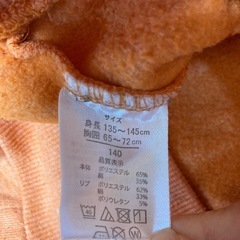 サイズ
身長 135～145cm
胸囲 65～72cm
140
品質表示
本体 ポリエステル 65%
綿 35%
リブ ポリエステル 62%
綿 33%
ポリウレタン 5%